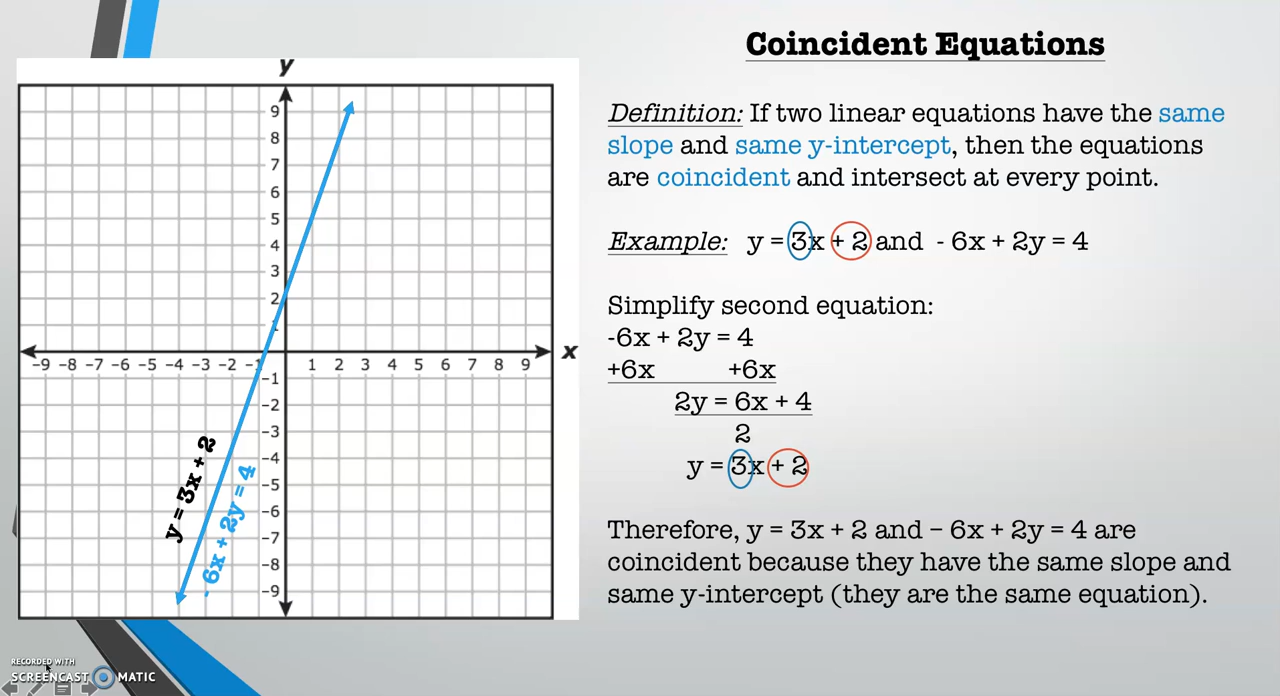 Coincident Equations
Definition: If two linear equations have the same
slope and same y-intercept, then the equations
are coincident and intersect at every point.
Example: y = 3x + 2 and - 6x + 2y = 4
Simplify second equation:
-6x + 2y = 4
+6x +6x
2y = 6x + 4
2
y = 3x + 2
Therefore, y = 3x + 2 and – 6x + 2y = 4 are
coincident because they have the same slope and
same y-intercept (they are the same equation).
y
9
8
7
6
5
4
3
2
1
x
-9 -8 -7 -6 -5 -4 -3 -2 -1 1 2 3 4 5 6 7 8 9
-1
-2
-3
-4
-5
-6
-7
-8
-9
y = 3x + 2
- 6x + 2y = 4
RECORDED WITH
SCREENCAST MATIC